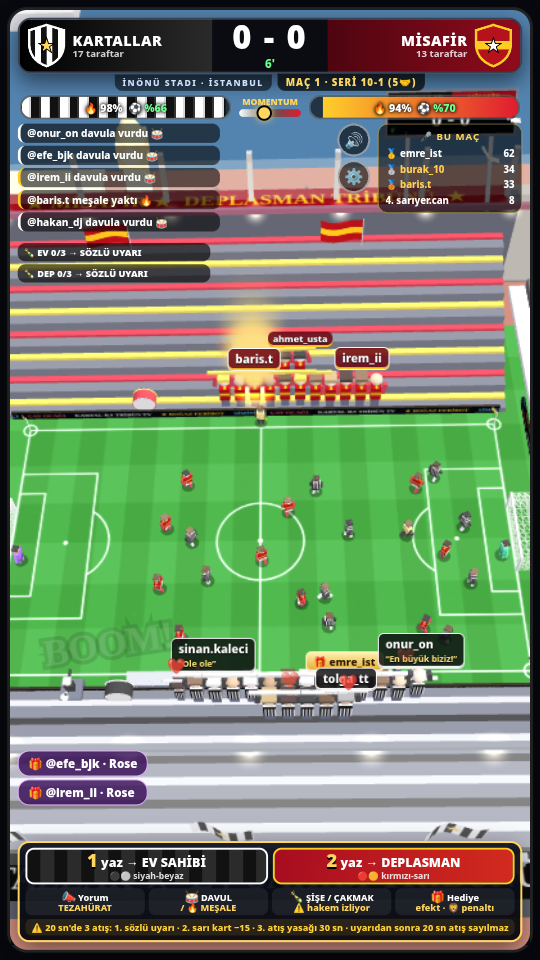 KARTALLAR
17 taraftar
0 - 0
6'
MİSAFİR
13 taraftar
İNÖNÜ STADI · İSTANBUL
MAÇ 1 · SERİ 10-1 (5🤝)
🔥 98% ⚽ %66
MOMENTUM
🔥 94% ⚽ %70
@onur_on davula vurdu 🥁
@efe_bjk davula vurdu 🥁
@irem_ii davula vurdu 🥁
@baris.t meşale yaktı 🔥
@hakan_dj davula vurdu 🥁
🎤 BU MAÇ
🥇 emre_ist 62
🥈 burak_10 34
🥉 baris.t 33
4. sarıyer.can 8
DEPLASMAN TRİB
🍾 EV 0/3 → SÖZLÜ UYARI
🍾 DEP 0/3 → SÖZLÜ UYARI
ahmet_usta
baris.t
irem_ii
BOOM!
sinan.kaleci
"Ole ole"
onur_on
"En büyük biziz!"
🎁 emre_ist
tolga_tt
🎁 @efe_bjk · Rose
🎁 @irem_ii · Rose
1 yaz → EV SAHİBİ
⚫⚪ siyah-beyaz
2 yaz → DEPLASMAN
🔴🟡 kırmızı-sarı
📣 Yorum
TEZAHÜRAT
🥁 DAVUL
/ 🔥 MEŞALE
🍾 ŞİŞE / ÇAKMAK
⚠️ hakem izliyor
🎁 Hediye
efekt · 🦁 penaltı
⚠️ 20 sn'de 3 atış: 1. sözlü uyarı · 2. sarı kart −15 · 3. atış yasağı 30 sn · uyarıdan sonra 20 sn atış sayılmaz